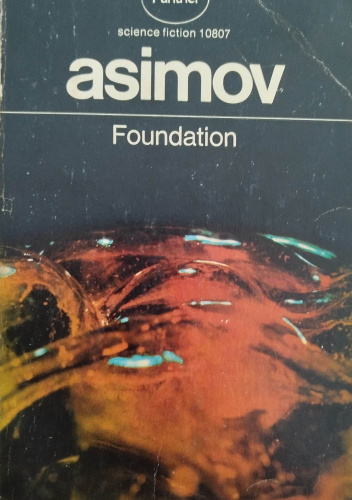 Panther
science fiction 10807
asimov
Foundation